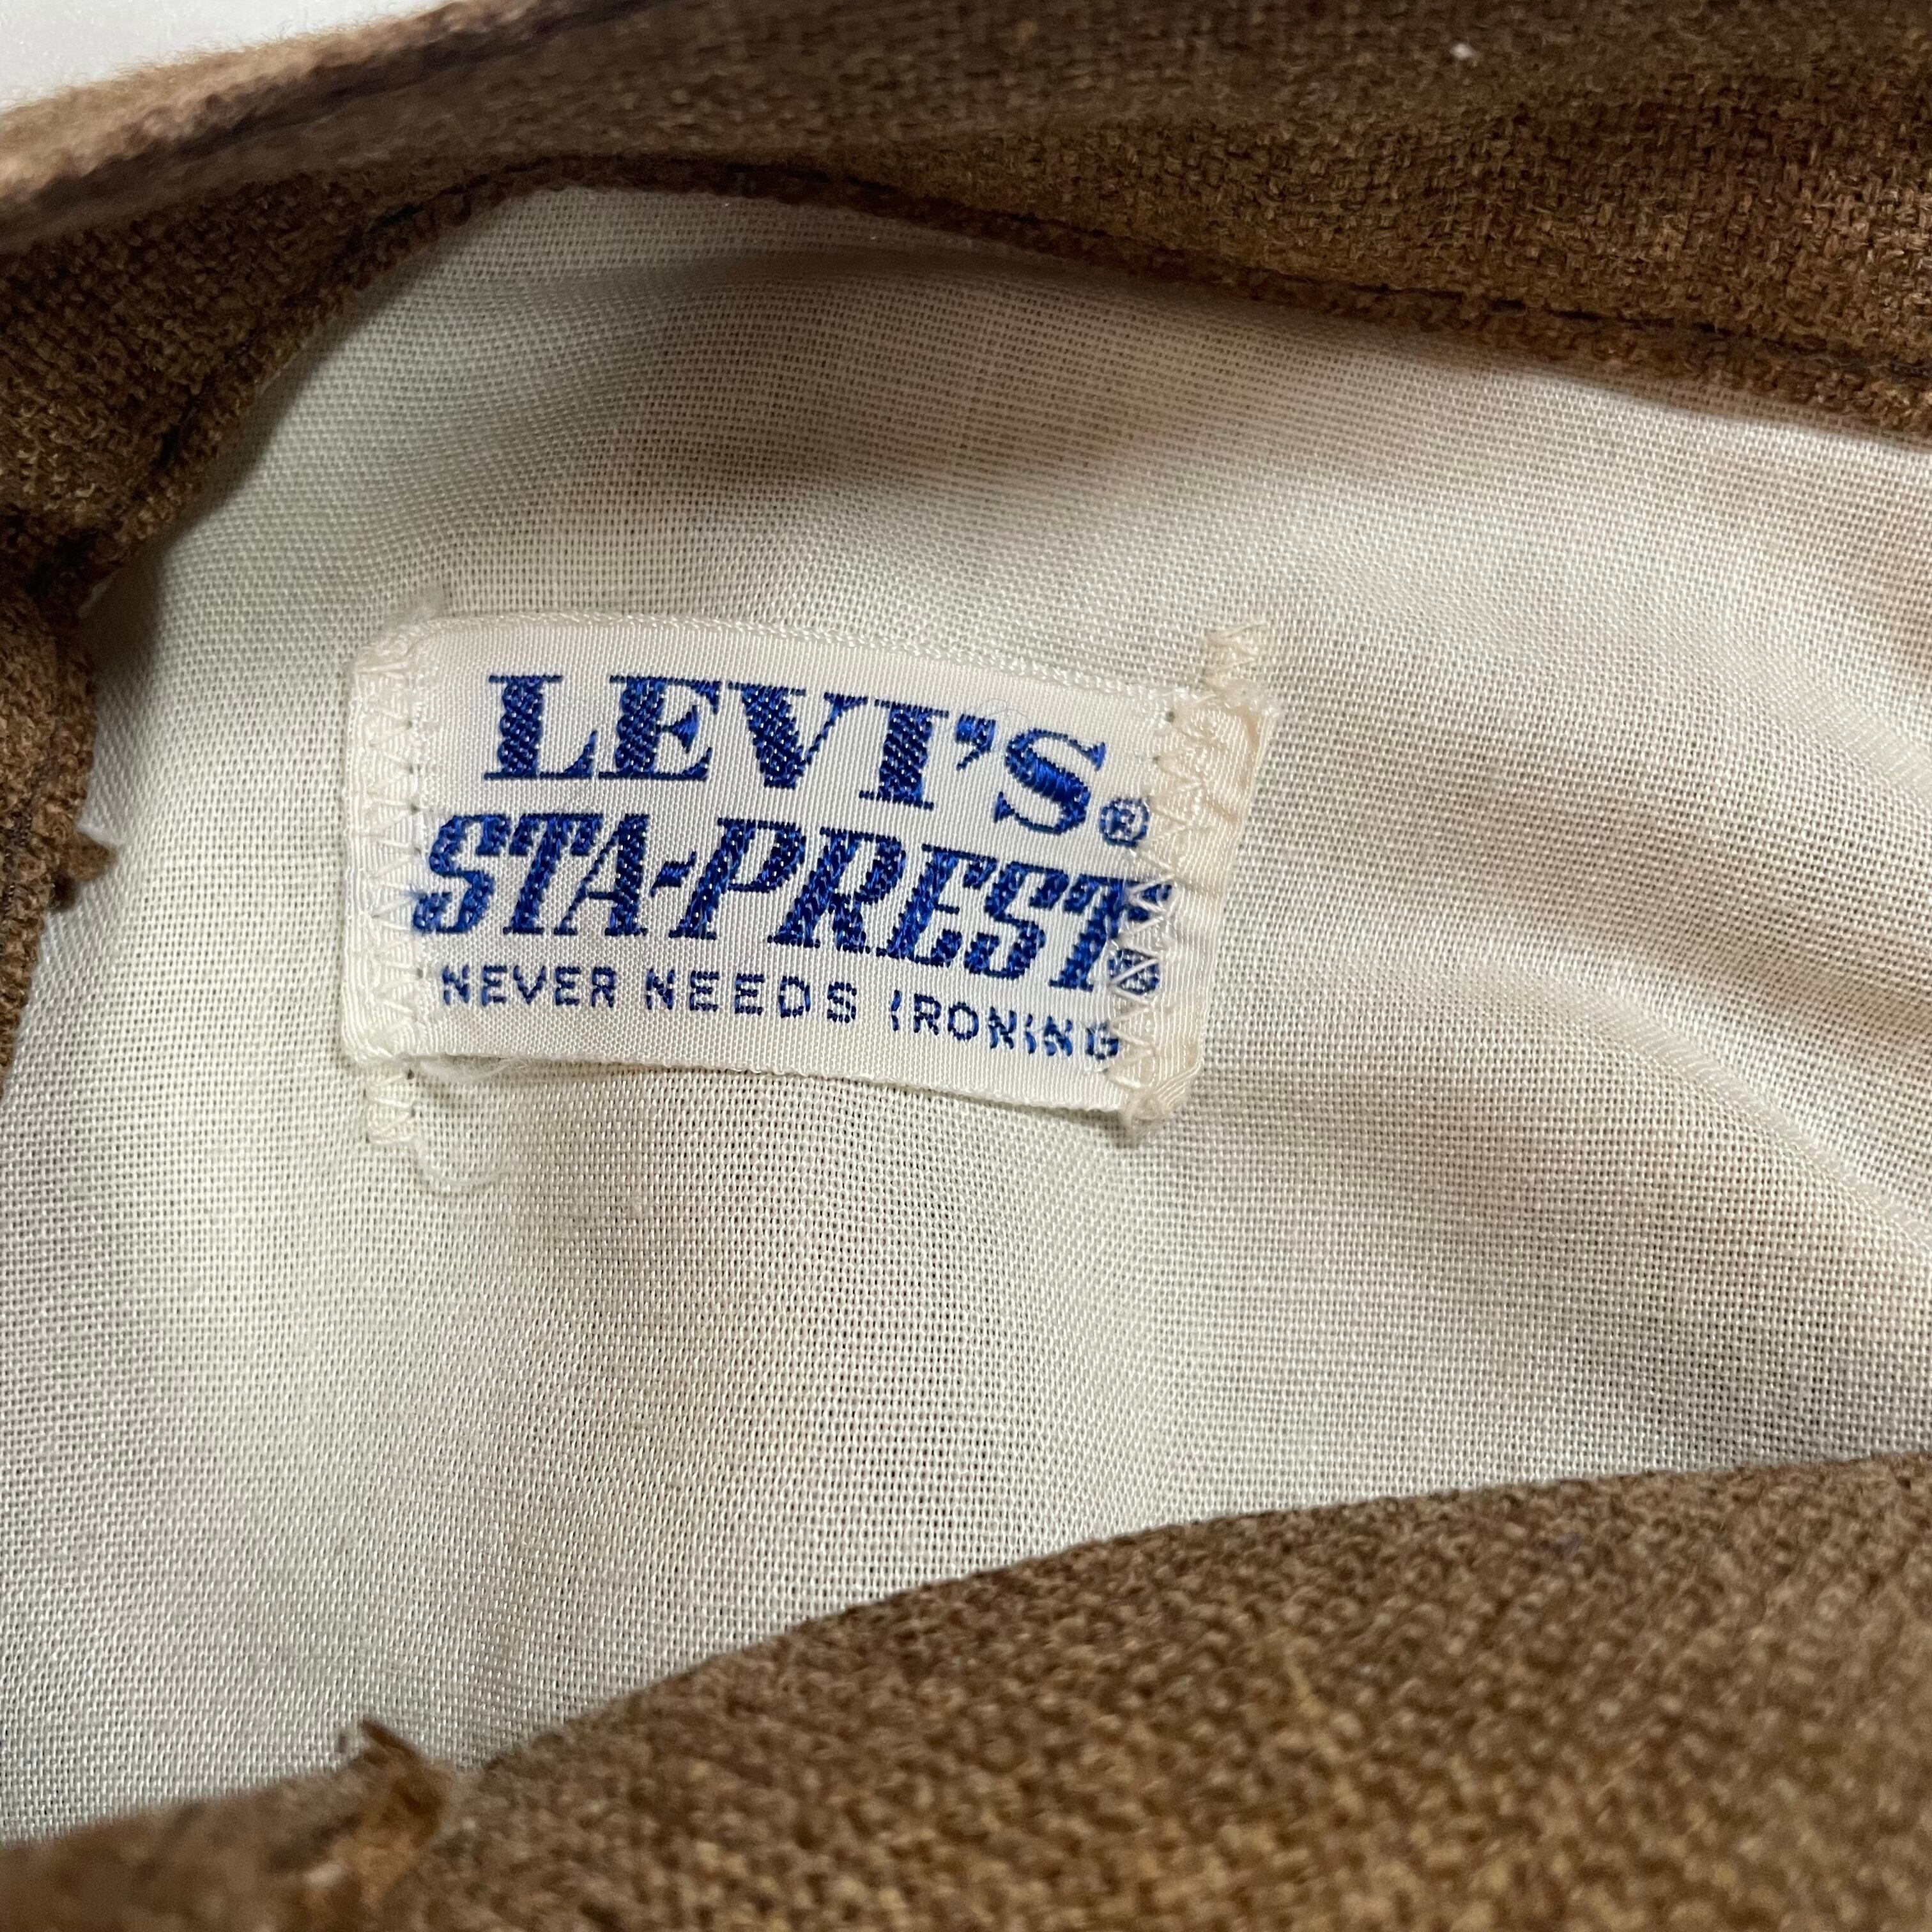 LEVI'S®
STA-PREST®
NEVER NEEDS IRONING